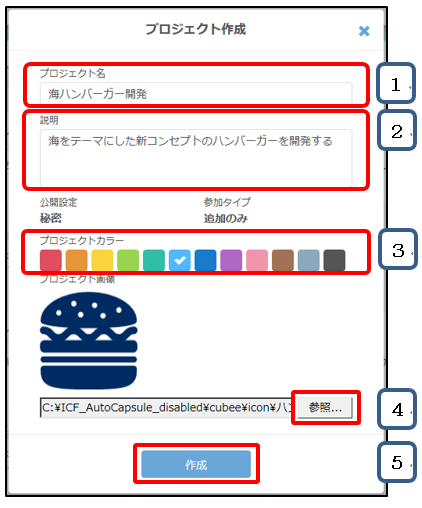 プロジェクト作成
プロジェクト名
海ハンバーガー開発
1
説明
海をテーマにした新コンセプトのハンバーガーを開発する
2
公開設定 参加タイプ
秘密 追加のみ
プロジェクトカラー
3
プロジェクト画像
C:¥ICF_AutoCapsule_disabled¥cubee¥icon¥ハン 参照...
4
作成
5